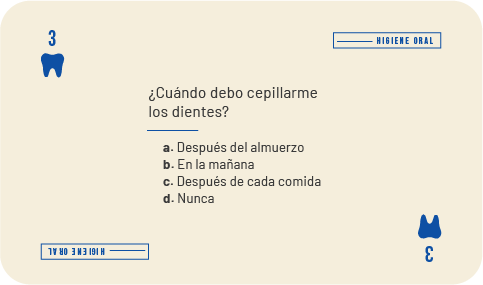 3
HIGIENE ORAL
¿Cuándo debo cepillarme
los dientes?
a. Después del almuerzo
b. En la mañana
c. Después de cada comida
d. Nunca
HIGIENE ORAL
3